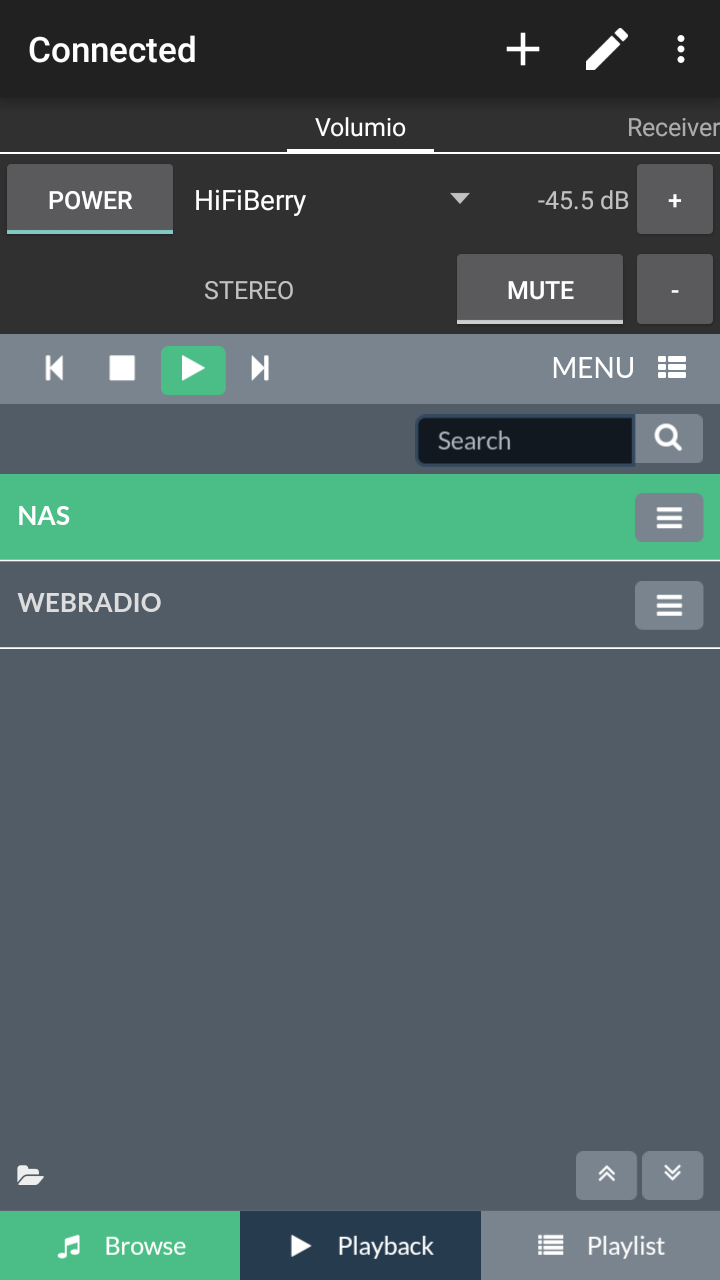 Connected
Volumio Receiver
POWER HiFiBerry -45.5 dB +
STEREO MUTE -
MENU
Search
NAS
WEBRADIO
Browse Playback Playlist